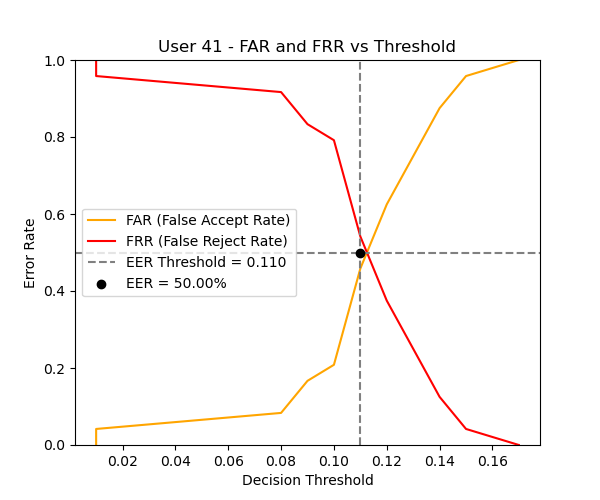 User 41 - FAR and FRR vs Threshold
1.0
0.8
0.6
0.4
0.2
0.0
Error Rate
FAR (False Accept Rate)
FRR (False Reject Rate)
EER Threshold = 0.110
EER = 50.00%
0.02 0.04 0.06 0.08 0.10 0.12 0.14 0.16
Decision Threshold